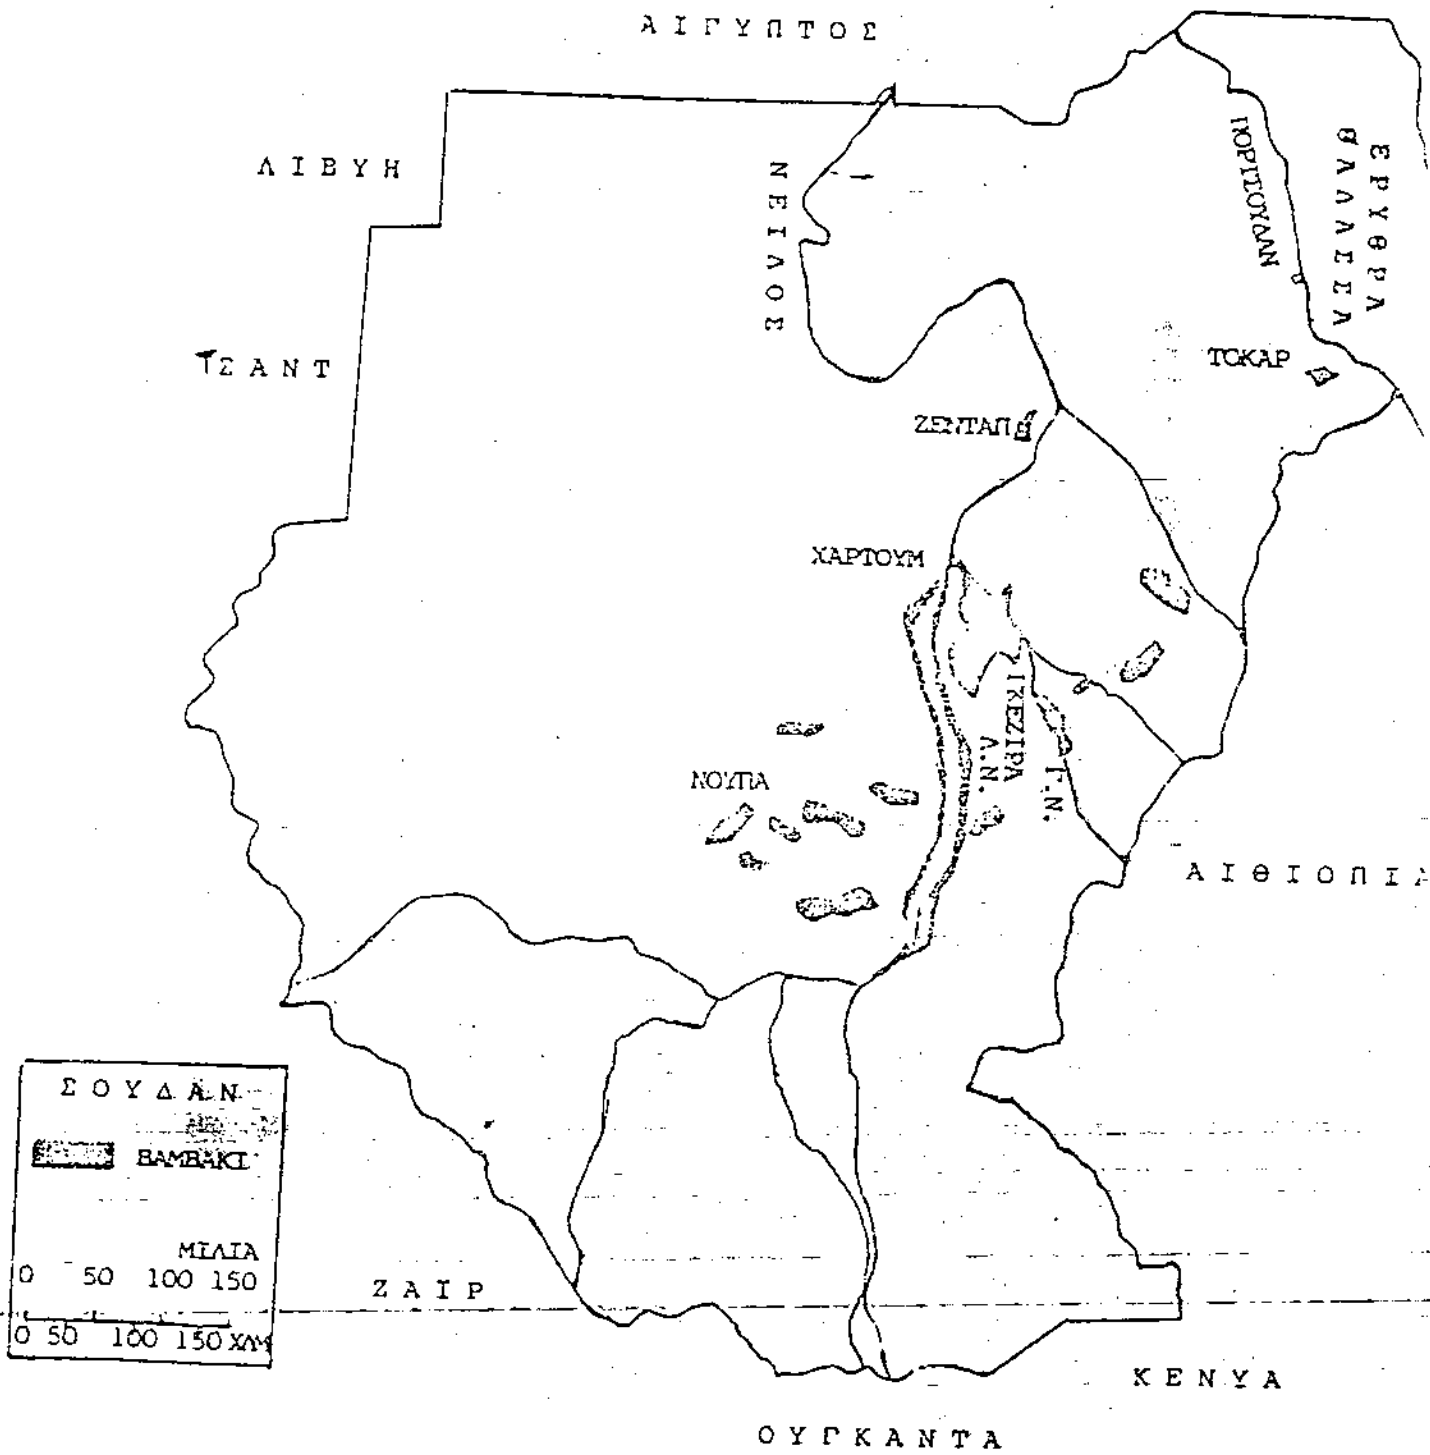 ΑΙΓΥΠΤΟΣ
ΛΙΒΥΗ
ΝΕΙΛΟΣ
ΠΟΡΤΣΟΥΔΑΝ
ΕΡΥΘΡΑ
ΘΑΛΑΣΣΑ
ΤΣΑΝΤ
ΤΟΚΑΡ
ΖΕΝΤΑΠ
ΧΑΡΤΟΥΜ
ΓΚΕΖΙΡΑ
Λ.Ν.
Γ.Ν.
ΝΟΥΠΑ
ΑΙΘΙΟΠΙΑ
ΣΟΥΔΑΝ
ΒΑΜΒΑΚΙ
ΜΙΛΙΑ
0 50 100 150
0 50 100 150 ΧΛΜ
ΖΑΙΡ
ΚΕΝΥΑ
ΟΥΓΚΑΝΤΑ